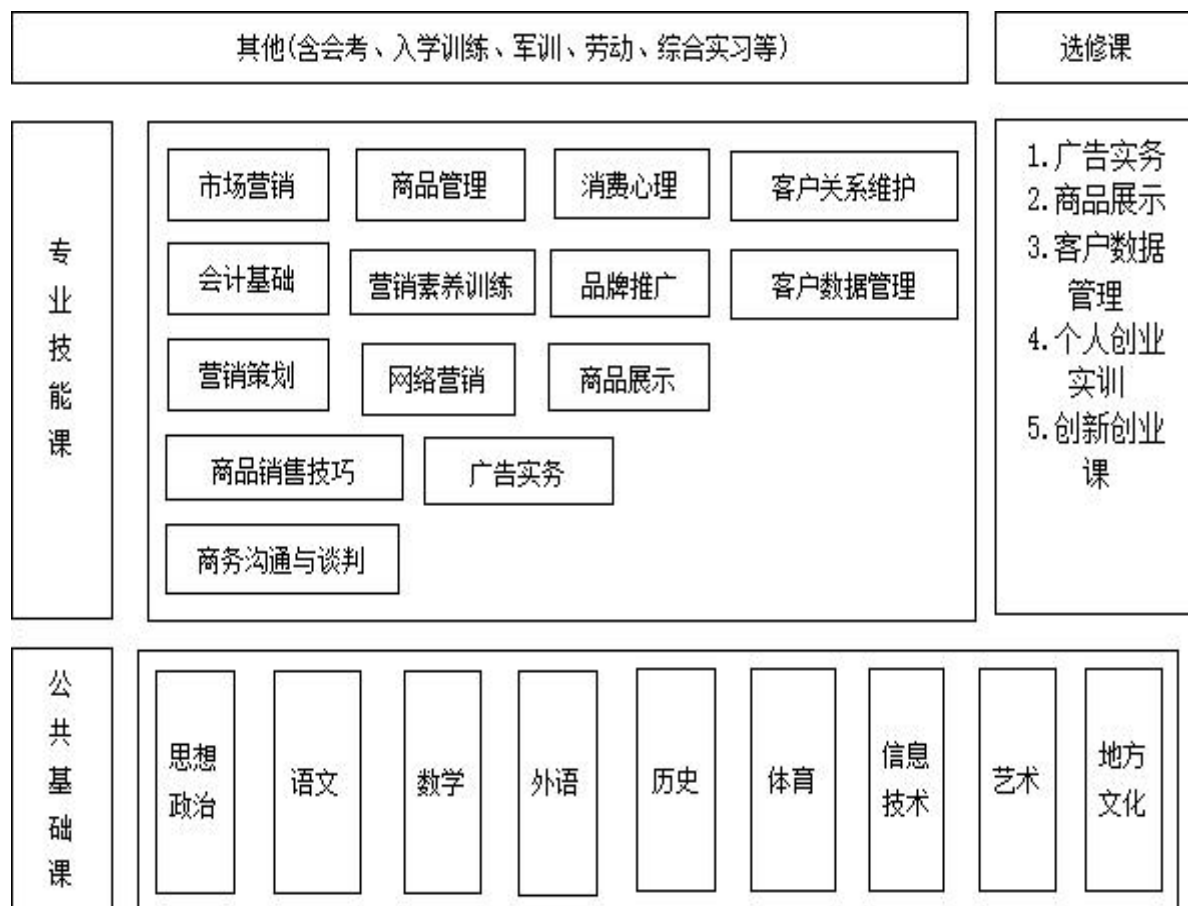 其他(含会考、入学训练、军训、劳动、综合实习等)
选修课
专
业
技
能
课
市场营销
商品管理
消费心理
客户关系维护
会计基础
营销素养训练
品牌推广
客户数据管理
营销策划
网络营销
商品展示
商品销售技巧
广告实务
商务沟通与谈判
1.广告实务
2.商品展示
3.客户数据
管理
4.个人创业
实训
5.创新创业
课
公
共
基
础
课
思想
政治
语文
数学
外语
历史
体育
信息
技术
艺术
地方
文化